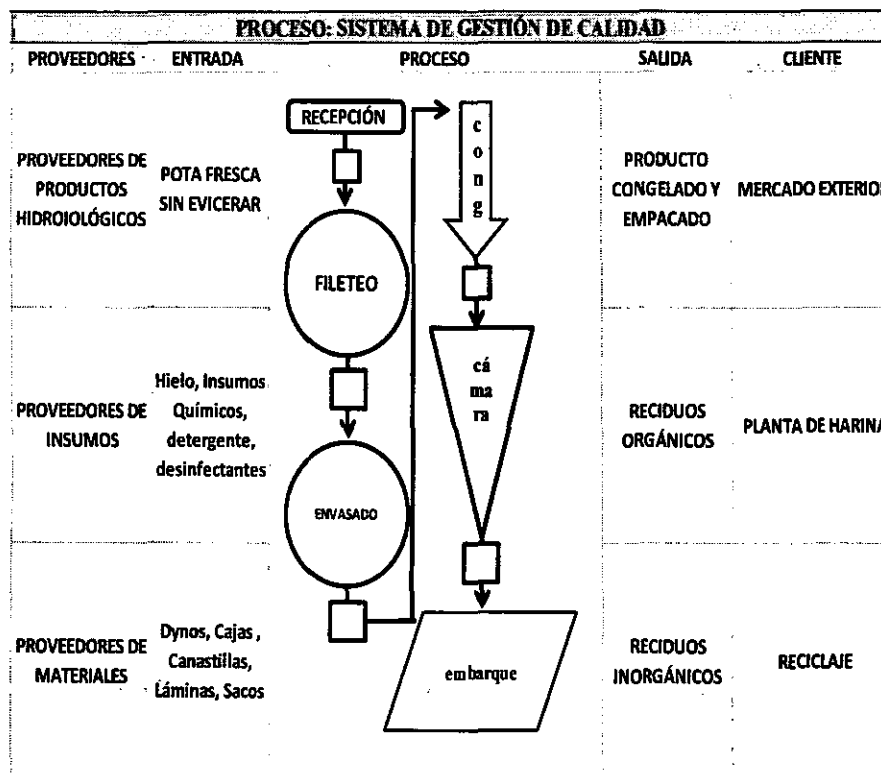 PROCESO: SISTEMA DE GESTIÓN DE CALIDAD
PROVEEDORES ENTRADA PROCESO SALIDA CLIENTE
PROVEEDORES DE
PRODUCTOS
HIDROIOLÓGICOS
POTA FRESCA
SIN EVICERAR
RECEPCIÓN
FILETEO
ENVASADO
c
o
n
g
cá
ma
ra
embarque
PRODUCTO
CONGELADO Y
EMPACADO
MERCADO EXTERIOR
PROVEEDORES DE
INSUMOS
Hielo, Insumos
Químicos,
detergente,
desinfectantes
RECIDUOS
ORGÁNICOS
PLANTA DE HARINA
PROVEEDORES DE
MATERIALES
Dynos, Cajas ,
Canastillas,
Láminas, Sacos
RECIDUOS
INORGÁNICOS
RECICLAJE